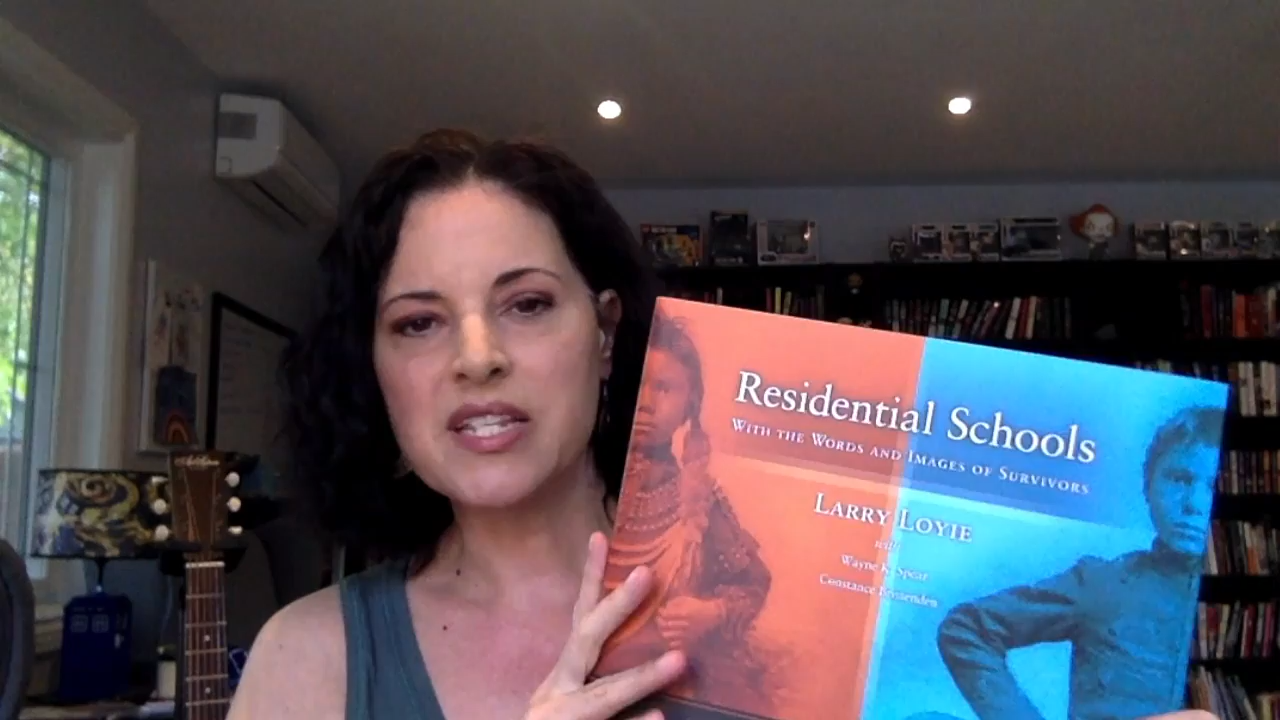 Residential Schools
With the Words and Images of Survivors
Larry Loyie
with
Wayne K. Spear
Constance Brissenden